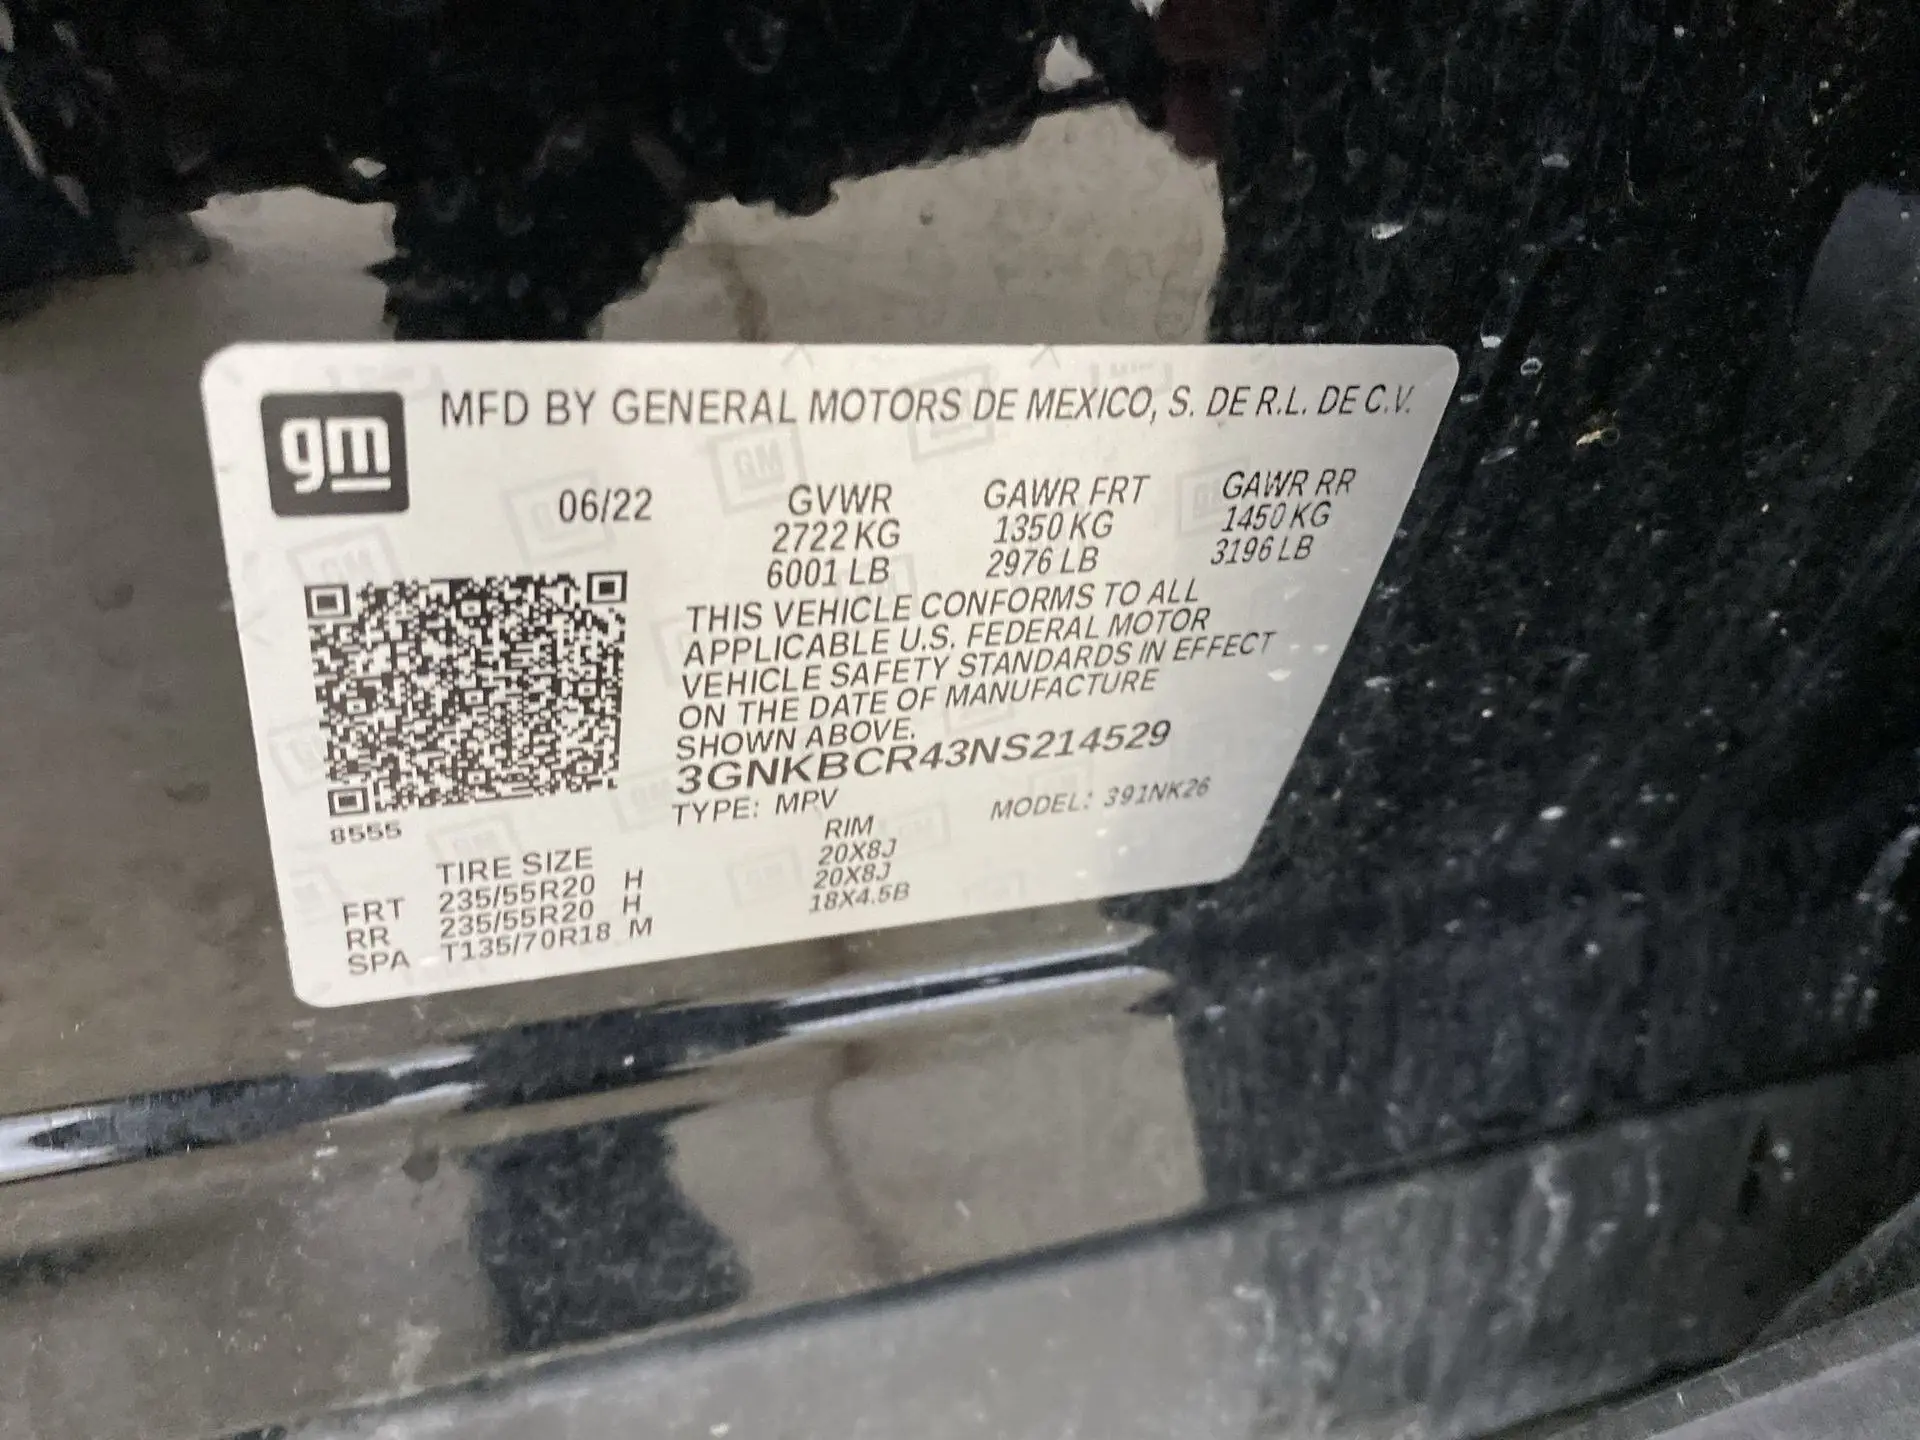 gm
MFD BY GENERAL MOTORS DE MEXICO, S. DE R.L. DE C.V.
06/22 GVWR GAWR FRT GAWR RR
2722 KG 1350 KG 1450 KG
6001 LB 2976 LB 3196 LB
THIS VEHICLE CONFORMS TO ALL
APPLICABLE U.S. FEDERAL MOTOR
VEHICLE SAFETY STANDARDS IN EFFECT
ON THE DATE OF MANUFACTURE
SHOWN ABOVE.
3GNKBCR43NS214529
TYPE: MPV MODEL: 391NK26
8555
TIRE SIZE RIM
FRT 235/55R20 H 20X8J
RR 235/55R20 H 20X8J
SPA T135/70R18 M 18X4.5B